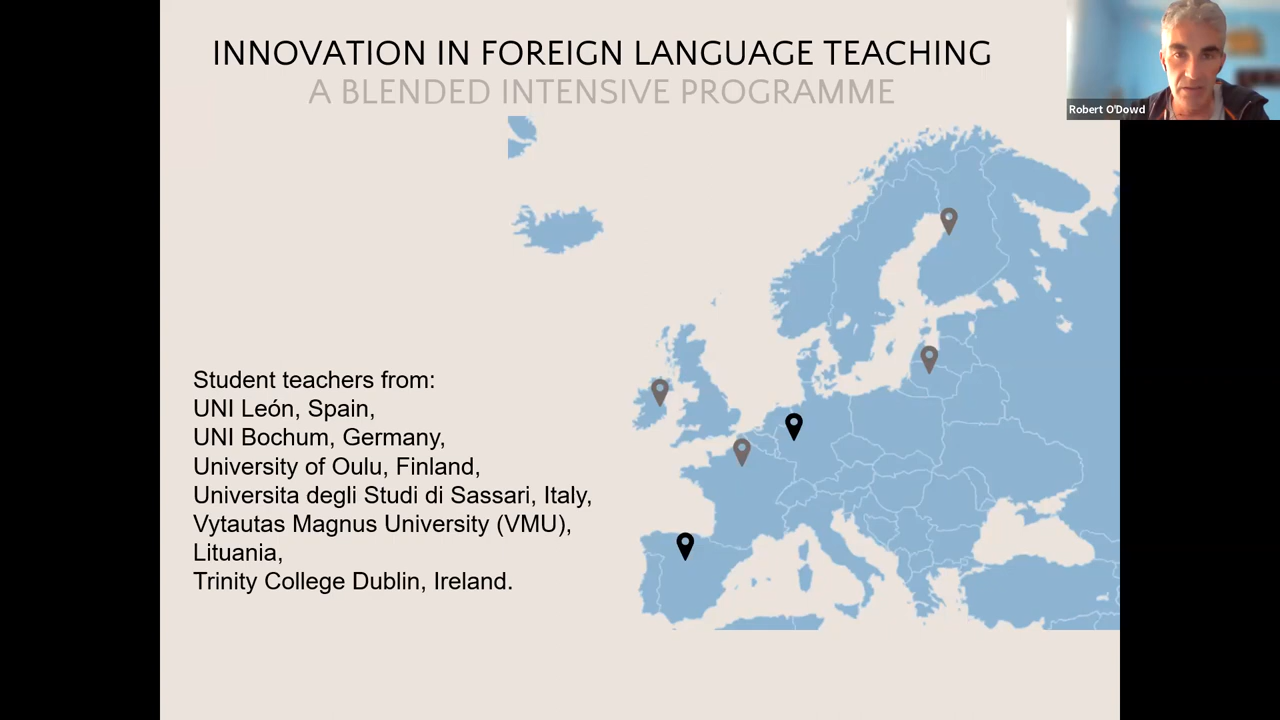 INNOVATION IN FOREIGN LANGUAGE TEACHING
A BLENDED INTENSIVE PROGRAMME
Robert O'Dowd
Student teachers from:
UNI León, Spain,
UNI Bochum, Germany,
University of Oulu, Finland,
Universita degli Studi di Sassari, Italy,
Vytautas Magnus University (VMU),
Lituania,
Trinity College Dublin, Ireland.